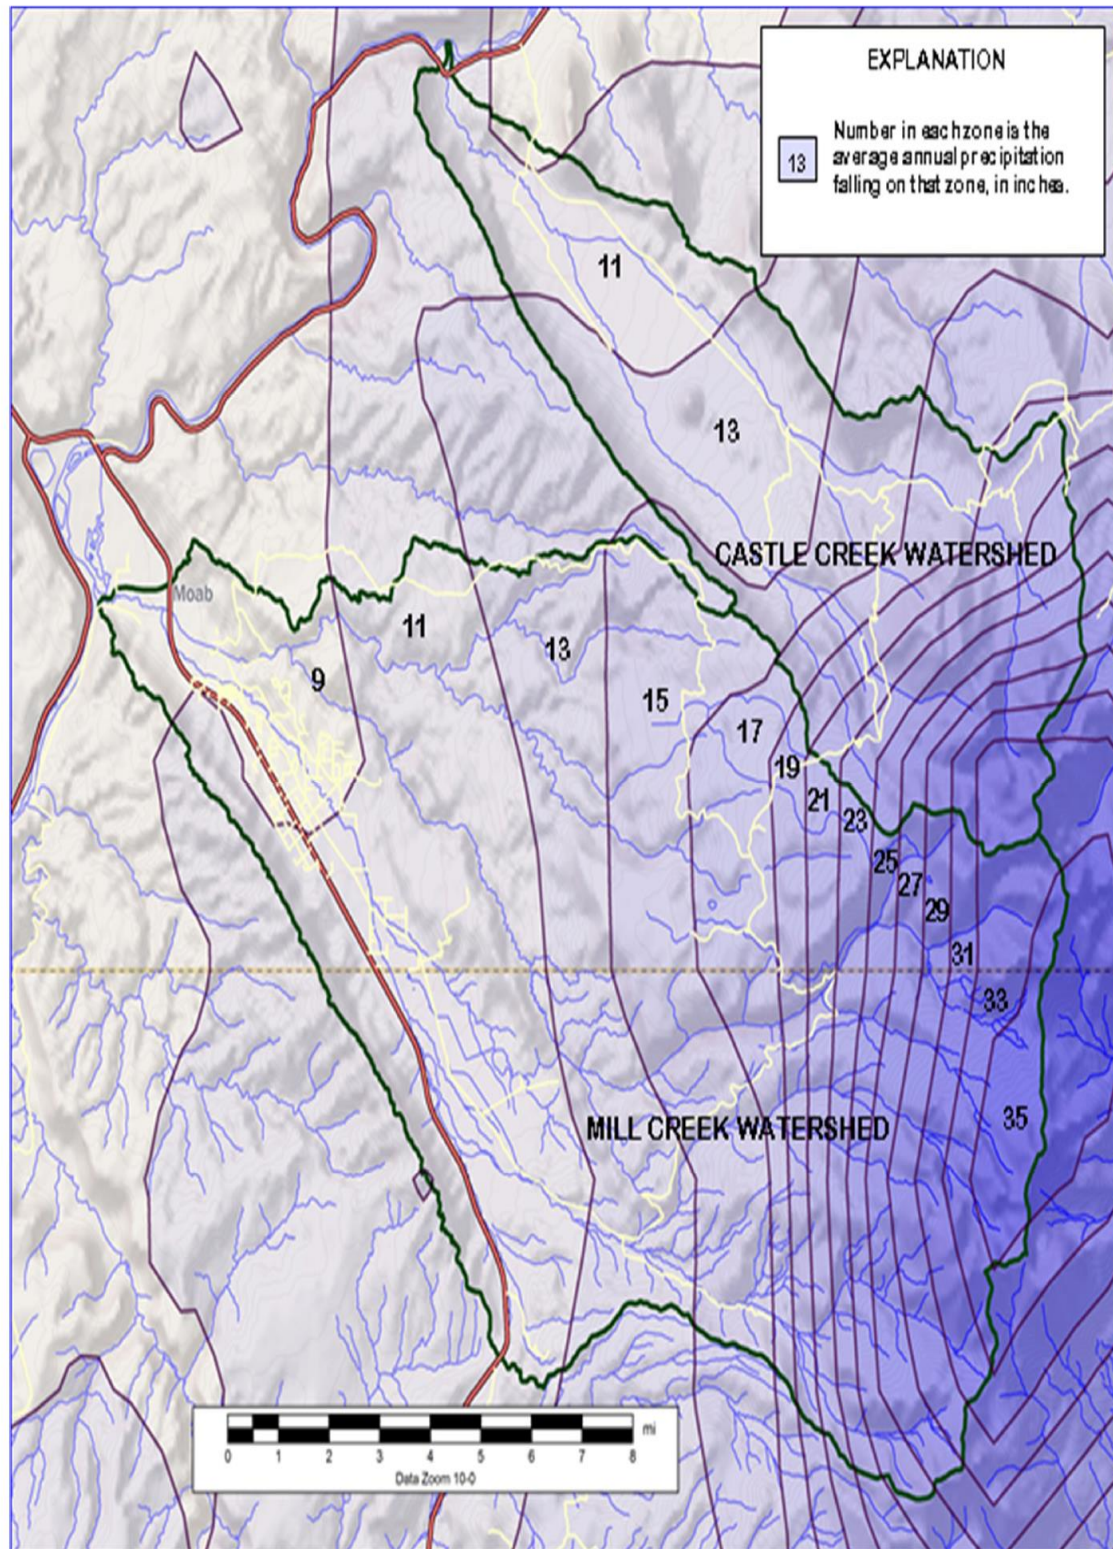 EXPLANATION
13
Number in each zone is the
average annual precipitation
falling on that zone, in inches.
11
13
CASTLE CREEK WATERSHED
Moab
11
13
9
15
17
19
21
23
25
27
29
31
33
35
MILL CREEK WATERSHED
mi
0 1 2 3 4 5 6 7 8
Data Zoom 10-0